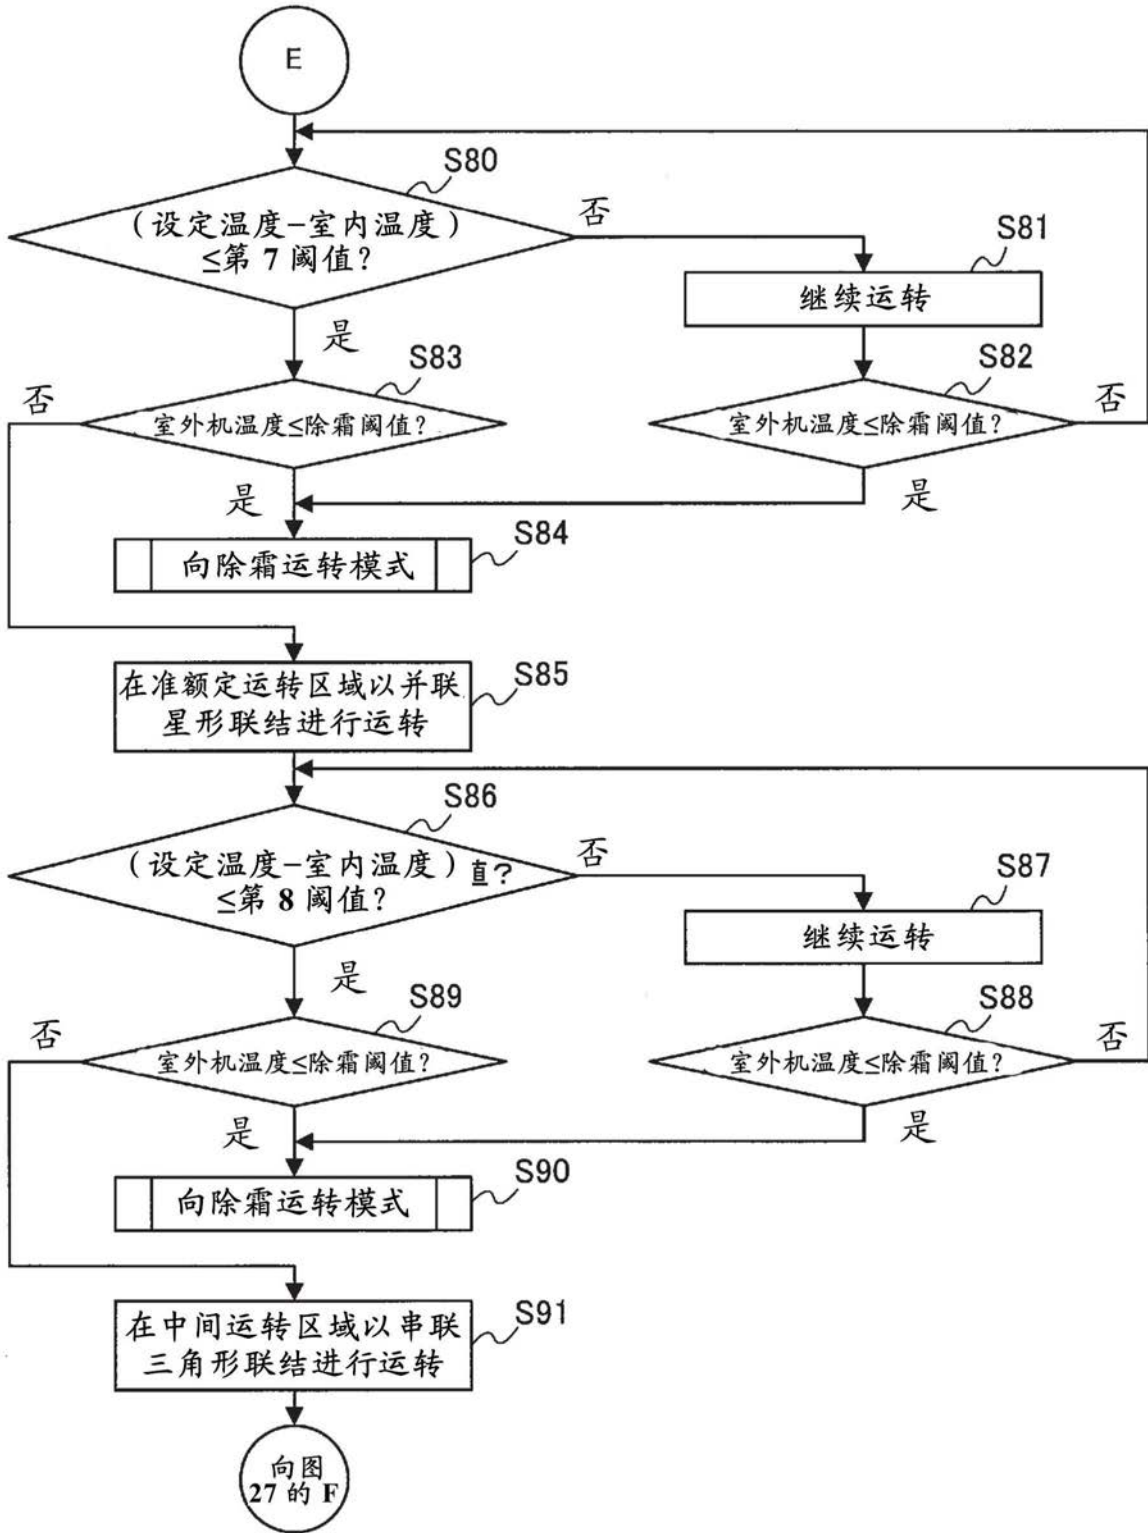 E
S80
(设定温度−室内温度)
≤第 7 阈值?
否
S81
继续运转
是
S83
室外机温度≤除霜阈值?
否
S82
室外机温度≤除霜阈值?
否
是
是
S84
向除霜运转模式
S85
在准额定运转区域以并联
星形联结进行运转
S86
(设定温度−室内温度) 直?
≤第 8 阈值?
否
S87
继续运转
是
S89
室外机温度≤除霜阈值?
否
S88
室外机温度≤除霜阈值?
否
是
是
S90
向除霜运转模式
S91
在中间运转区域以串联
三角形联结进行运转
向图
27 的 F